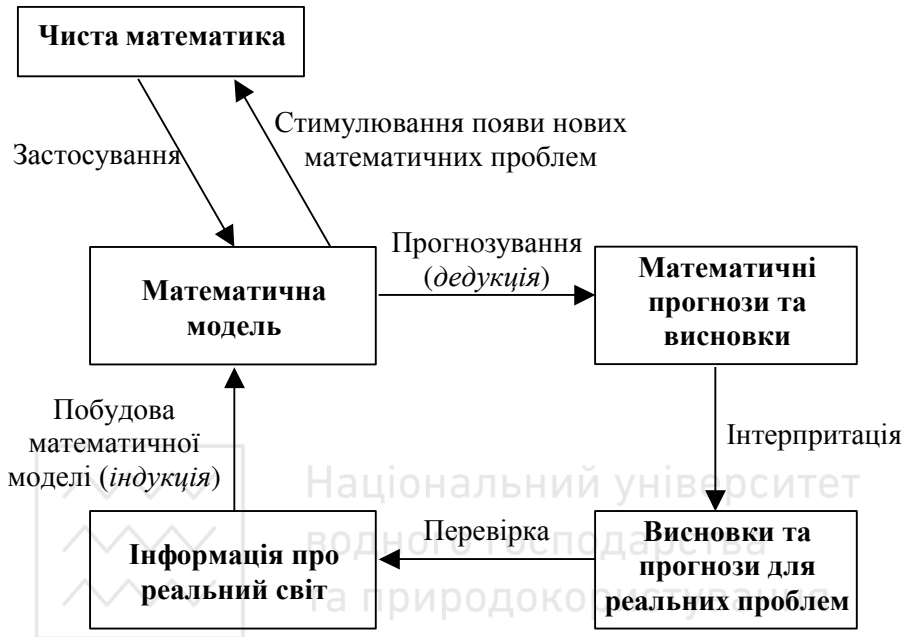 Чиста математика
Стимулювання появи нових
математичних проблем
Застосування
Прогнозування
(дедукція)
Математична
модель
Математичні
прогнози та
висновки
Побудова
математичної
моделі (індукція)
Інтерпритація
Національний університет
водного господарства
та природокористування
Перевірка
Інформація про
реальний світ
Висновки та
прогнози для
реальних проблем